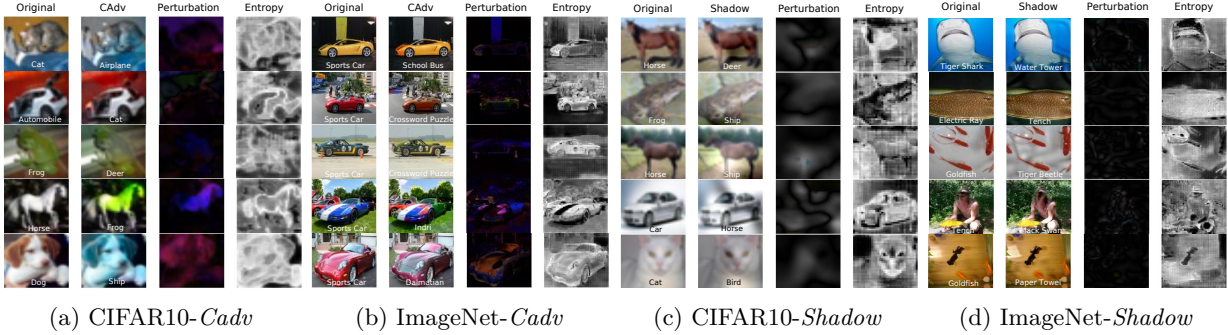 Original CAdv Perturbation Entropy Original CAdv Perturbation Entropy Original Shadow Perturbation Entropy Original Shadow Perturbation Entropy
Cat Airplane Sports Car School Bus Horse Deer Tiger Shark Water Tower
Automobile Cat Sports Car Crossword Puzzle Frog Ship Electric Ray Tench
Frog Deer Sports Car Crossword Puzzle Horse Ship Goldfish Tiger Beetle
Horse Frog Sports Car Indri Car Horse Tench Black Swan
Dog Ship Sports Car Dalmatian Cat Bird Goldfish Paper Towel
(a) CIFAR10-Cadv (b) ImageNet-Cadv (c) CIFAR10-Shadow (d) ImageNet-Shadow